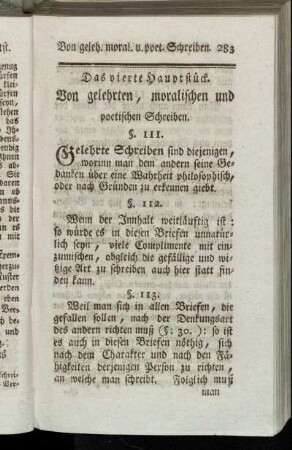 Von geleh. moral. u. poet. Schreiben. 283
Das vierte Hauptstück.
Von gelehrten, moralischen und
poetischen Schreiben.
§. 111.
Gelehrte Schreiben sind diejenigen,
worinn man dem andern seine Ge-
danken über eine Wahrheit philosophisch,
oder nach Gründen zu erkennen giebt.
§. 112.
Wenn der Innhalt weitläuftig ist:
so würde es in diesen Briefen unnatür-
lich seyn, viele Complimente mit ein-
zumischen, obgleich die gefällige und wi-
tzige Art zu schreiben auch hier statt fin-
den kann.
§. 113.
Weil man sich in allen Briefen, die
gefallen sollen, nach der Denkungsart
des andern richten muß (§. 30.): so ist
es auch in diesen Briefen nöthig, sich
nach dem Charakter und nach den Fä-
higkeiten derjenigen Person zu richten,
an welche man schreibt. Folglich muß
man